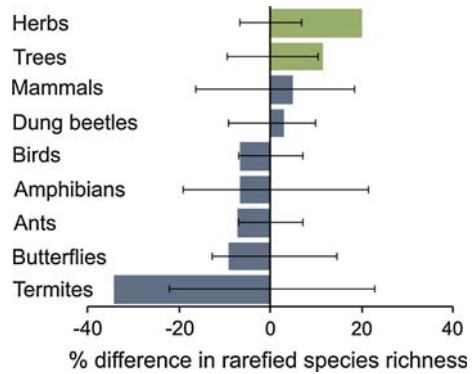 Herbs
Trees
Mammals
Dung beetles
Birds
Amphibians
Ants
Butterflies
Termites
-40 -20 0 20 40
% difference in rarefied species richness